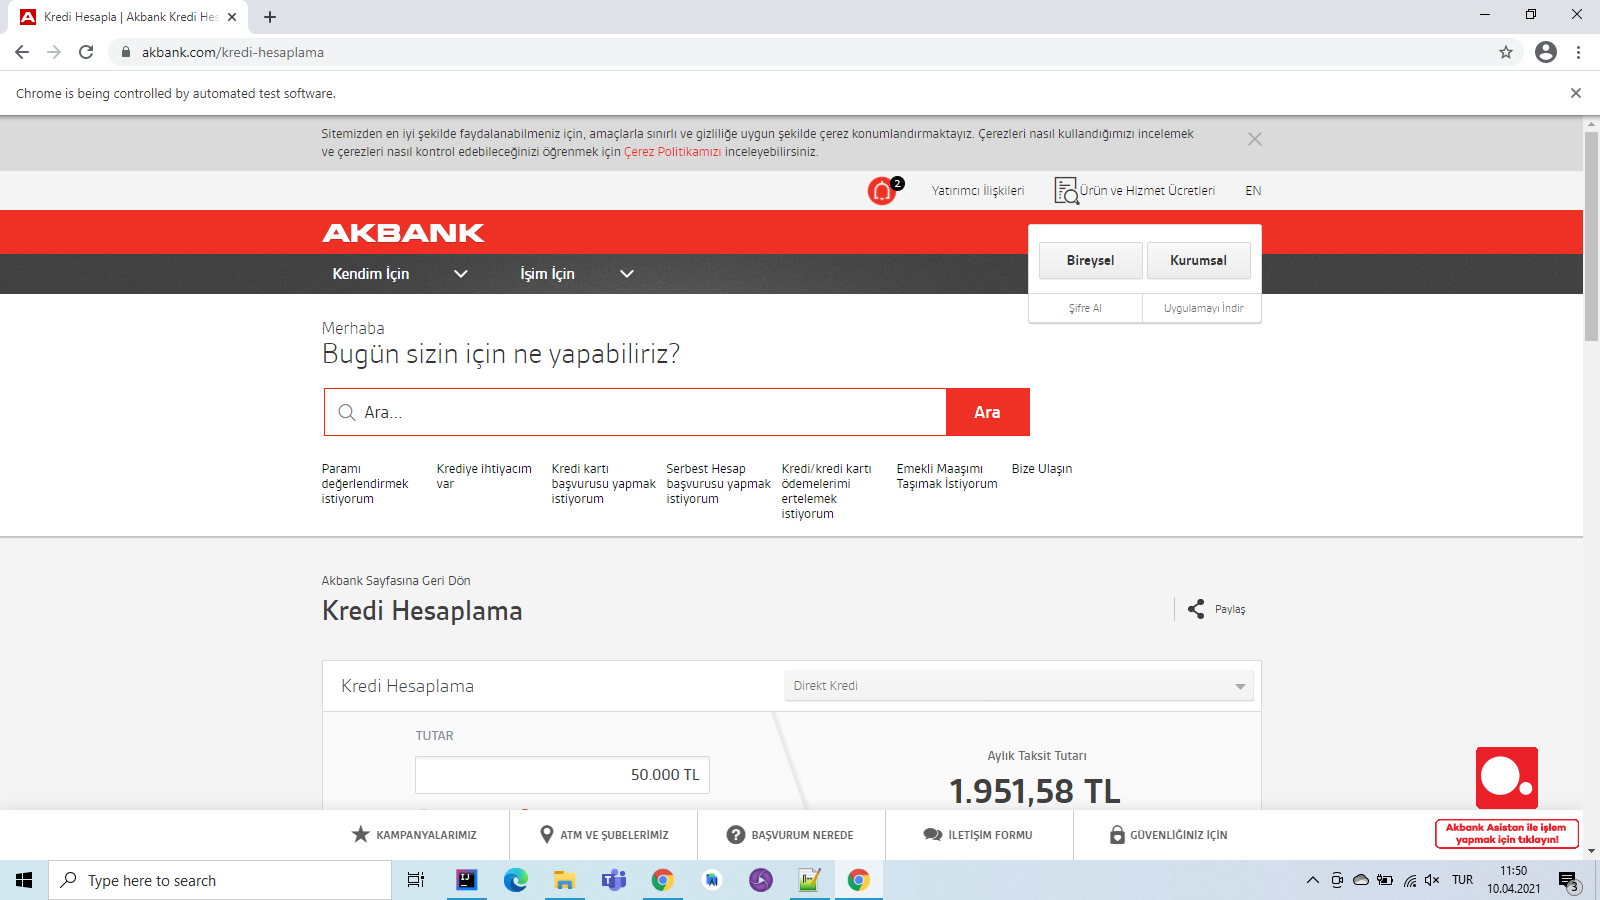 Kredi Hesapla | Akbank Kredi He
akbank.com/kredi-hesaplama
Chrome is being controlled by automated test software.
Sitemizden en iyi şekilde faydalanabilmeniz için, amaçlarla sınırlı ve gizliliğe uygun şekilde çerez konumlandırmaktayız. Çerezleri nasıl kullandığımızı incelemek
ve çerezleri nasıl kontrol edebileceğinizi öğrenmek için Çerez Politikamızı inceleyebilirsiniz.
2
Yatırımcı İlişkileri
Ürün ve Hizmet Ücretleri
EN
AKBANK
Kendim İçin
İşim İçin
Bireysel
Kurumsal
Şifre Al
Uygulamayı İndir
Merhaba
Bugün sizin için ne yapabiliriz?
Ara...
Ara
Paramı
değerlendirmek
istiyorum
Krediye ihtiyacım
var
Kredi kartı
başvurusu yapmak
istiyorum
Serbest Hesap
başvurusu yapmak
istiyorum
Kredi/kredi kartı
ödemelerimi
ertelemek
istiyorum
Emekli Maaşımı
Taşımak İstiyorum
Bize Ulaşın
Akbank Sayfasına Geri Dön
Kredi Hesaplama
Paylaş
Kredi Hesaplama
Direkt Kredi
TUTAR
50.000 TL
Aylık Taksit Tutarı
1.951,58 TL
KAMPANYALARIMIZ
ATM VE ŞUBELERİMİZ
BAŞVURUM NEREDE
İLETİŞİM FORMU
GÜVENLİĞİNİZ İÇİN
Akbank Asistan ile işlem
yapmak için tıklayın!
Type here to search
TUR
11:50
10.04.2021
3